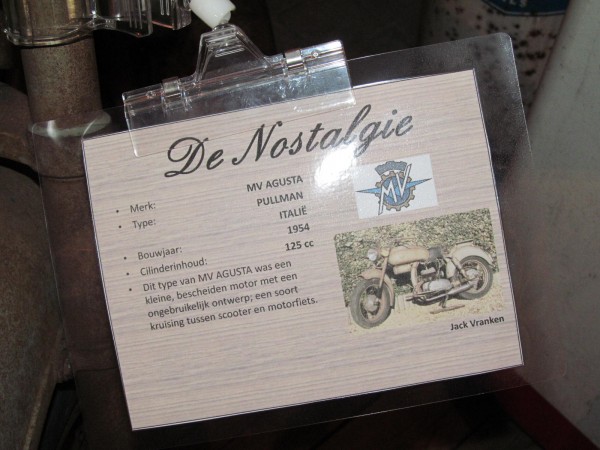 De Nostalgie
• Merk: MV AGUSTA
• Type: PULLMAN
ITALIË
• Bouwjaar: 1954
• Cilinderinhoud: 125 cc
• Dit type van MV AGUSTA was een
kleine, bescheiden motor met een
ongebruikelijk ontwerp; een soort
kruising tussen scooter en motorfiets.
MV
Jack Vranken